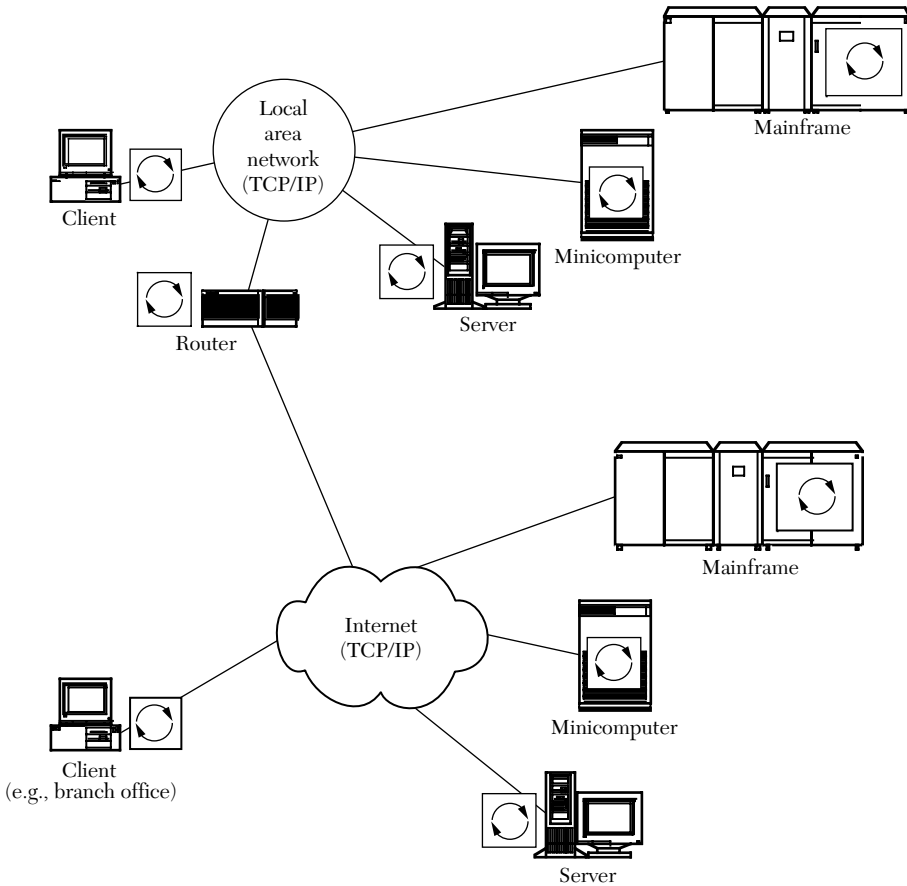 Local
area
network
(TCP/IP)
Mainframe
Client
Minicomputer
Server
Router
Mainframe
Internet
(TCP/IP)
Minicomputer
Client
(e.g., branch office)
Server